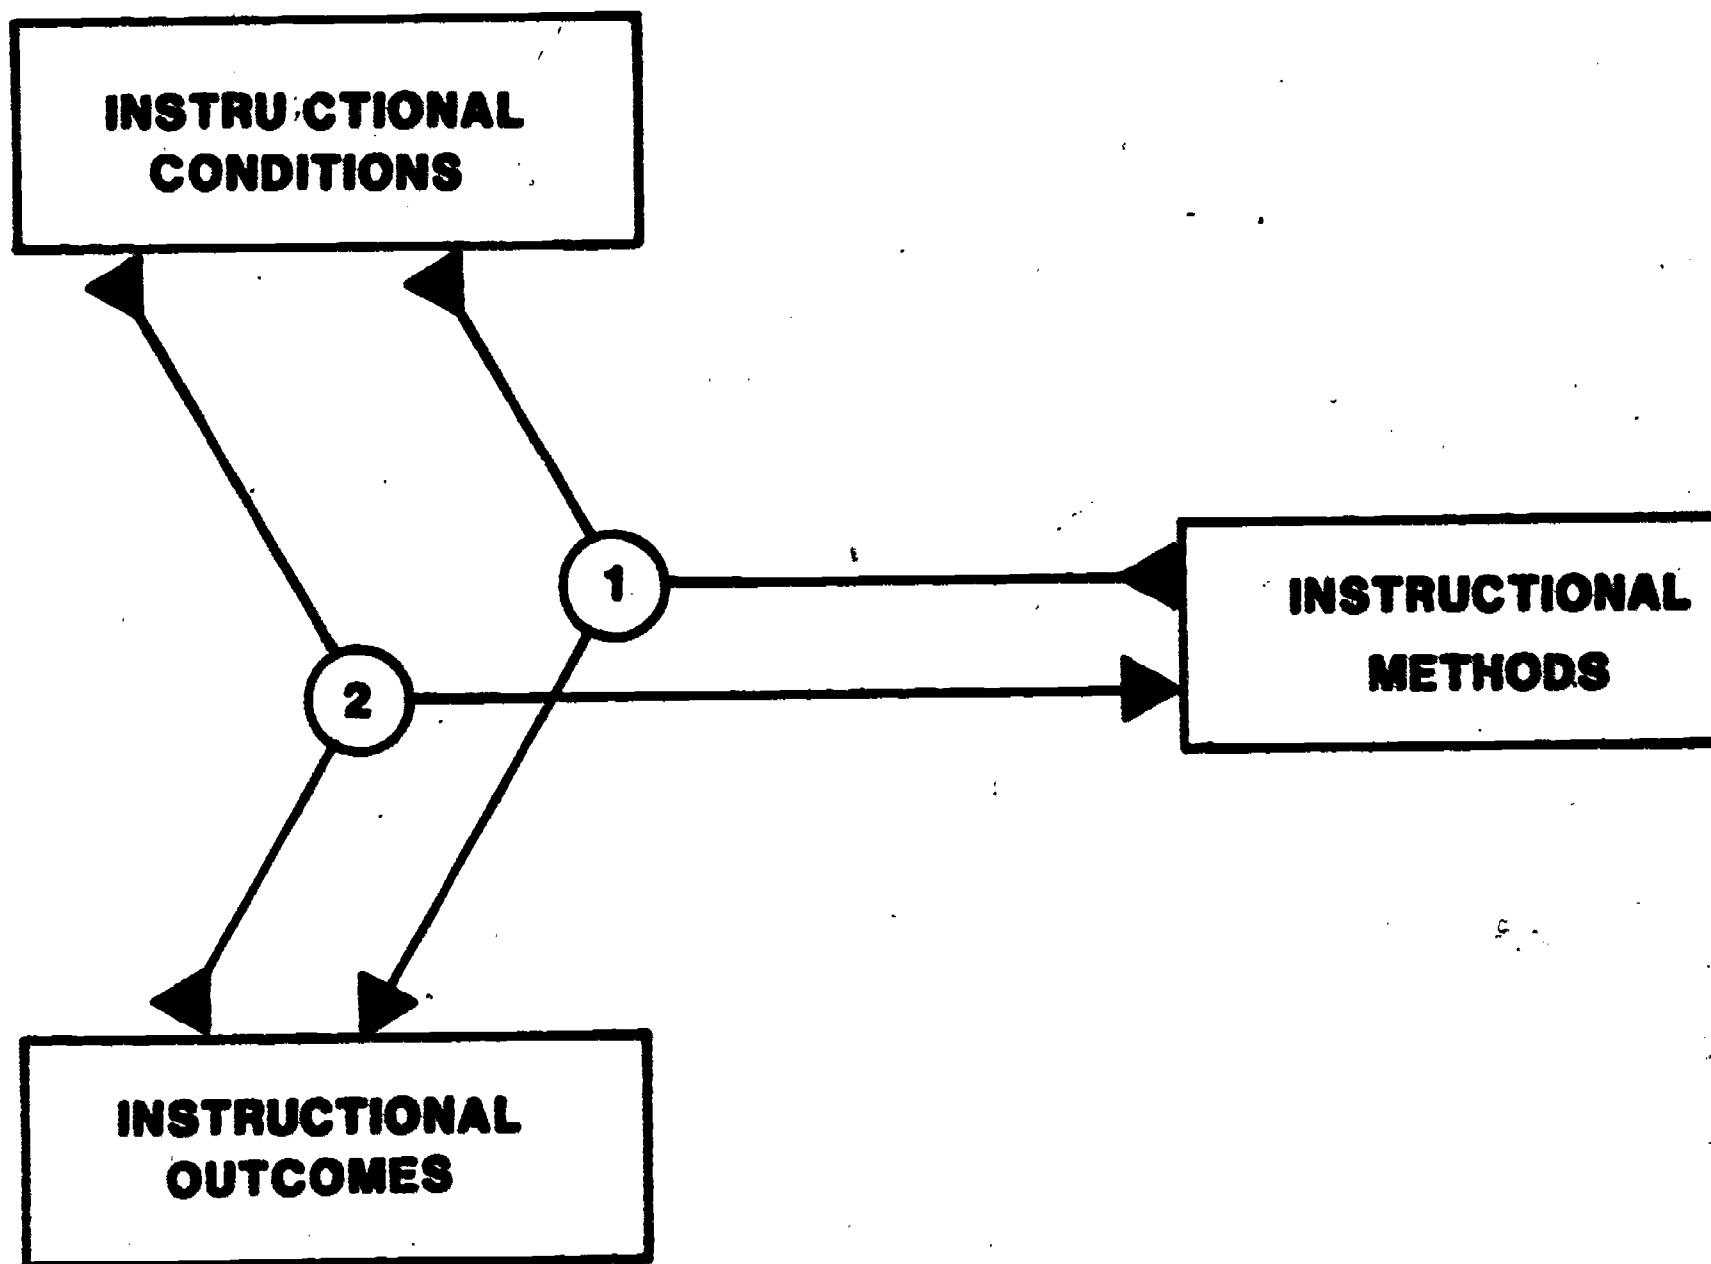 INSTRUCTIONAL
CONDITIONS
1
INSTRUCTIONAL
METHODS
2
INSTRUCTIONAL
OUTCOMES